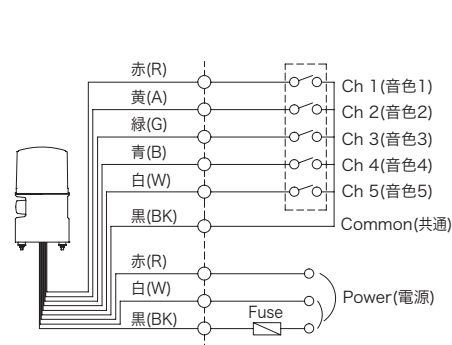 赤(R)
黄(A)
緑(G)
青(B)
白(W)
黒(BK)
Ch 1(音色1)
Ch 2(音色2)
Ch 3(音色3)
Ch 4(音色4)
Ch 5(音色5)
Common(共通)
赤(R)
白(W)
黒(BK)
Fuse
Power(電源)